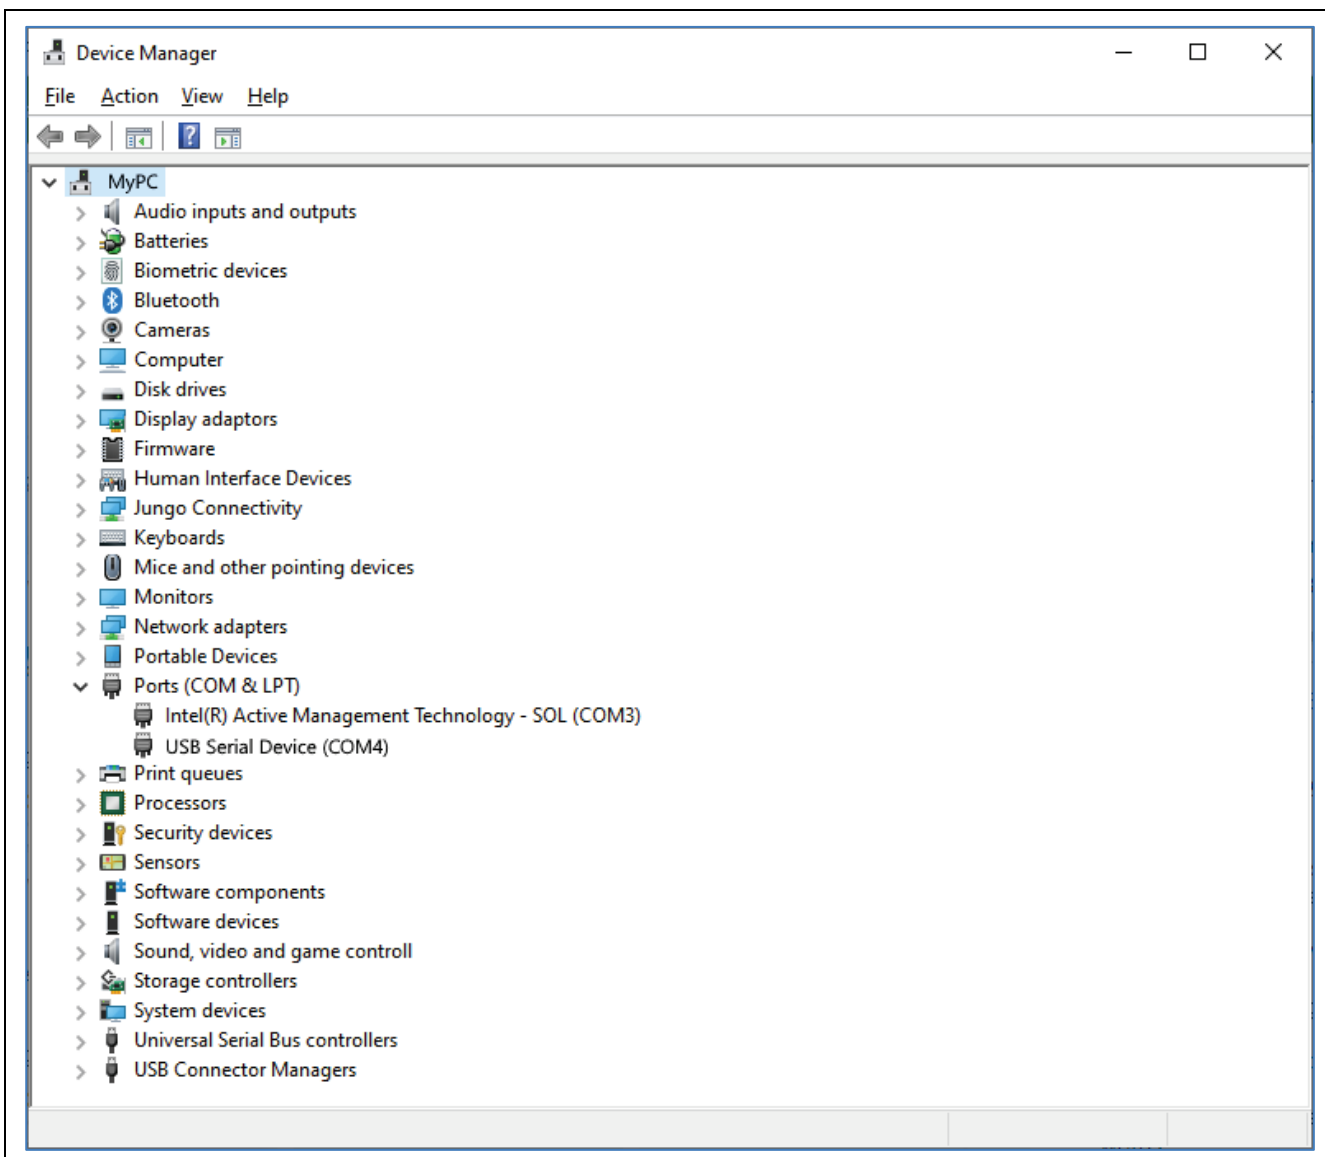 Device Manager
File Action View Help
?
MyPC
Audio inputs and outputs
Batteries
Biometric devices
Bluetooth
Cameras
Computer
Disk drives
Display adaptors
Firmware
Human Interface Devices
Jungo Connectivity
Keyboards
Mice and other pointing devices
Monitors
Network adapters
Portable Devices
Ports (COM & LPT)
Intel(R) Active Management Technology - SOL (COM3)
USB Serial Device (COM4)
Print queues
Processors
Security devices
Sensors
Software components
Software devices
Sound, video and game controll
Storage controllers
System devices
Universal Serial Bus controllers
USB Connector Managers